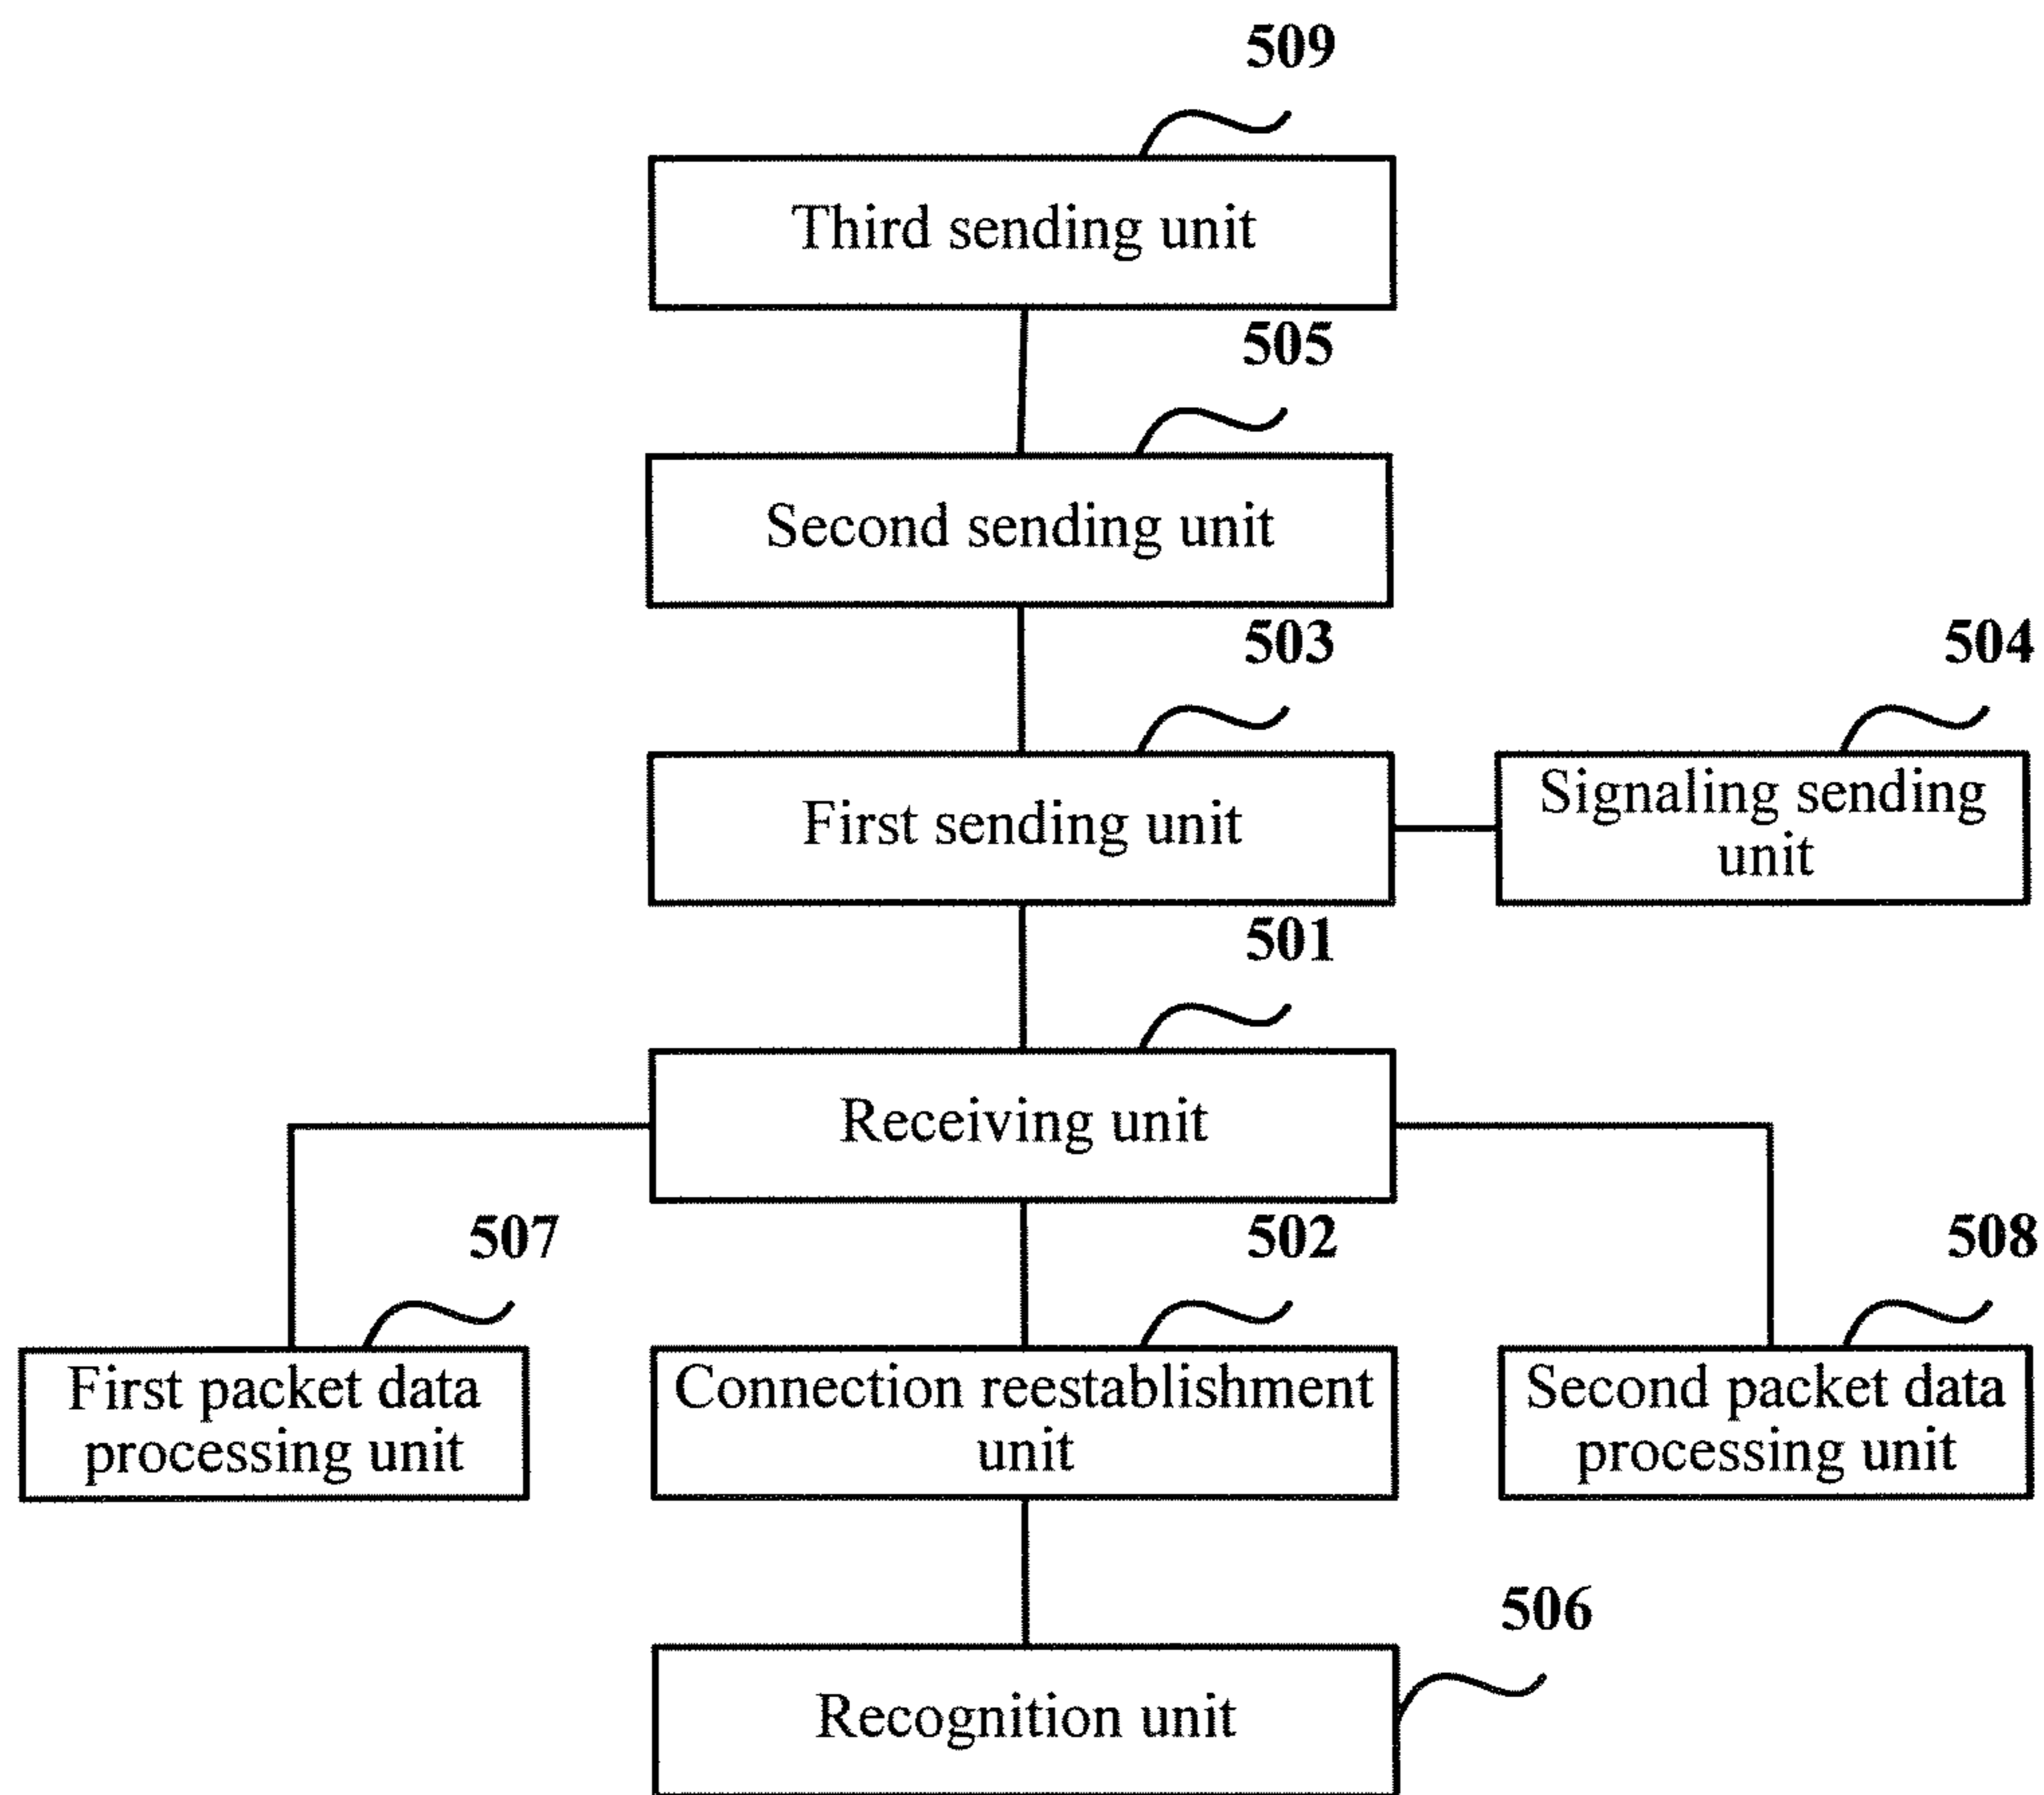 509
Third sending unit
505
Second sending unit
503
504
First sending unit
Signaling sending
unit
501
Receiving unit
507
502
508
First packet data
processing unit
Connection reestablishment
unit
Second packet data
processing unit
506
Recognition unit